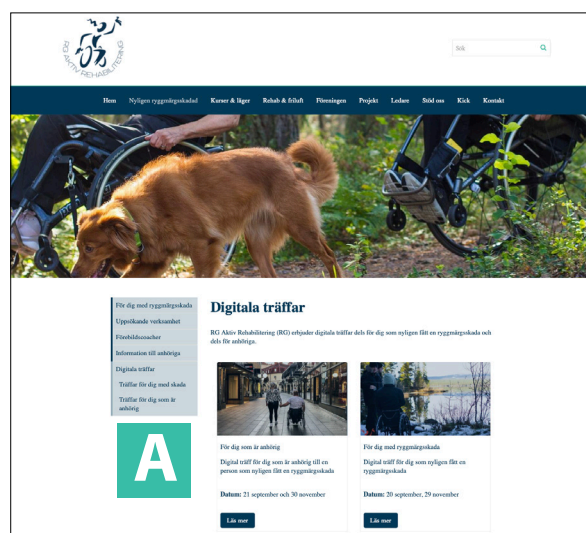 RG AKTIV REHABILITERING
Sök
Hem Nyligen ryggmärgsskadad Kurser & läger Rehab & friluft Föreningen Projekt Ledare Stöd oss Kick Kontakt
För dig med ryggmärgsskada
Uppsökande verksamhet
Förebildscoacher
Information till anhöriga
Digitala träffar
Träffar för dig med skada
Träffar för dig som är
anhörig
A
Digitala träffar
RG Aktiv Rehabilitering (RG) erbjuder digitala träffar dels för dig som nyligen fått en ryggmärgsskada och
dels för anhöriga.
För dig som är anhörig
Digital träff för dig som är anhörig till en
person som nyligen fått en ryggmärgsskada
Datum: 21 september och 30 november
Läs mer
För dig med ryggmärgsskada
Digital träff för dig som nyligen fått en
ryggmärgsskada
Datum: 20 september, 29 november
Läs mer